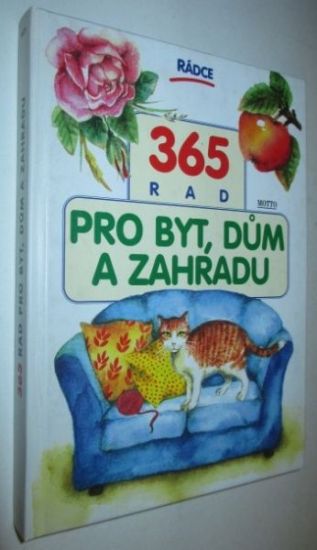 RÁDCE
365
RAD
MOTTO
PRO BYT, DŮM
A ZAHRADU
365 RAD PRO BYT, DŮM A ZAHRADU